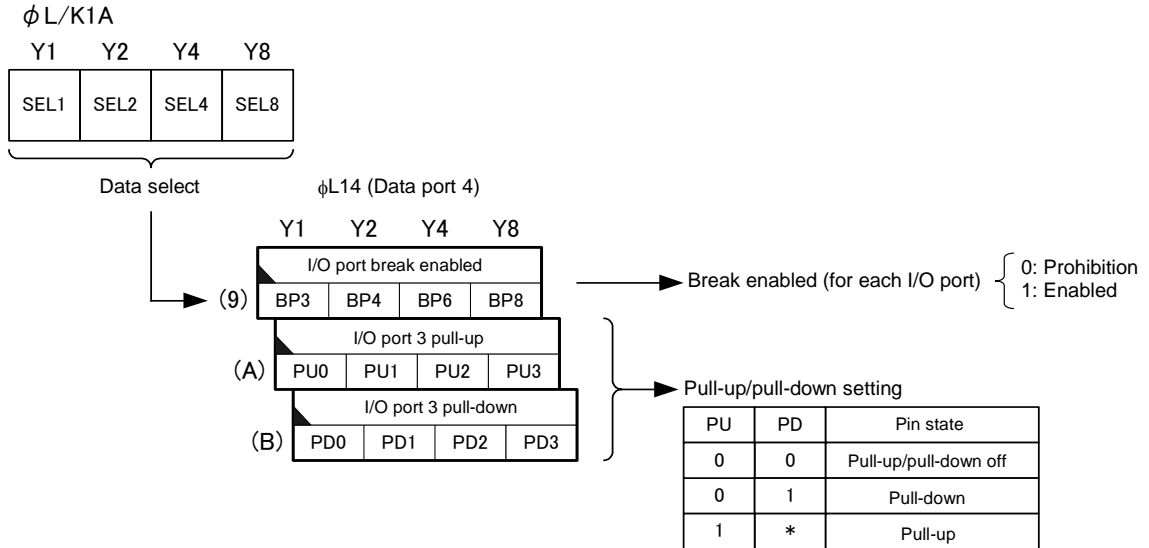 φL/K1A
Y1 Y2 Y4 Y8
SEL1 SEL2 SEL4 SEL8
Data select
φL14 (Data port 4)
Y1 Y2 Y4 Y8
I/O port break enabled
(9) BP3 BP4 BP6 BP8
Break enabled (for each I/O port)
0: Prohibition
1: Enabled
I/O port 3 pull-up
(A) PU0 PU1 PU2 PU3
I/O port 3 pull-down
(B) PD0 PD1 PD2 PD3
Pull-up/pull-down setting
PU PD Pin state
0 0 Pull-up/pull-down off
0 1 Pull-down
1 * Pull-up